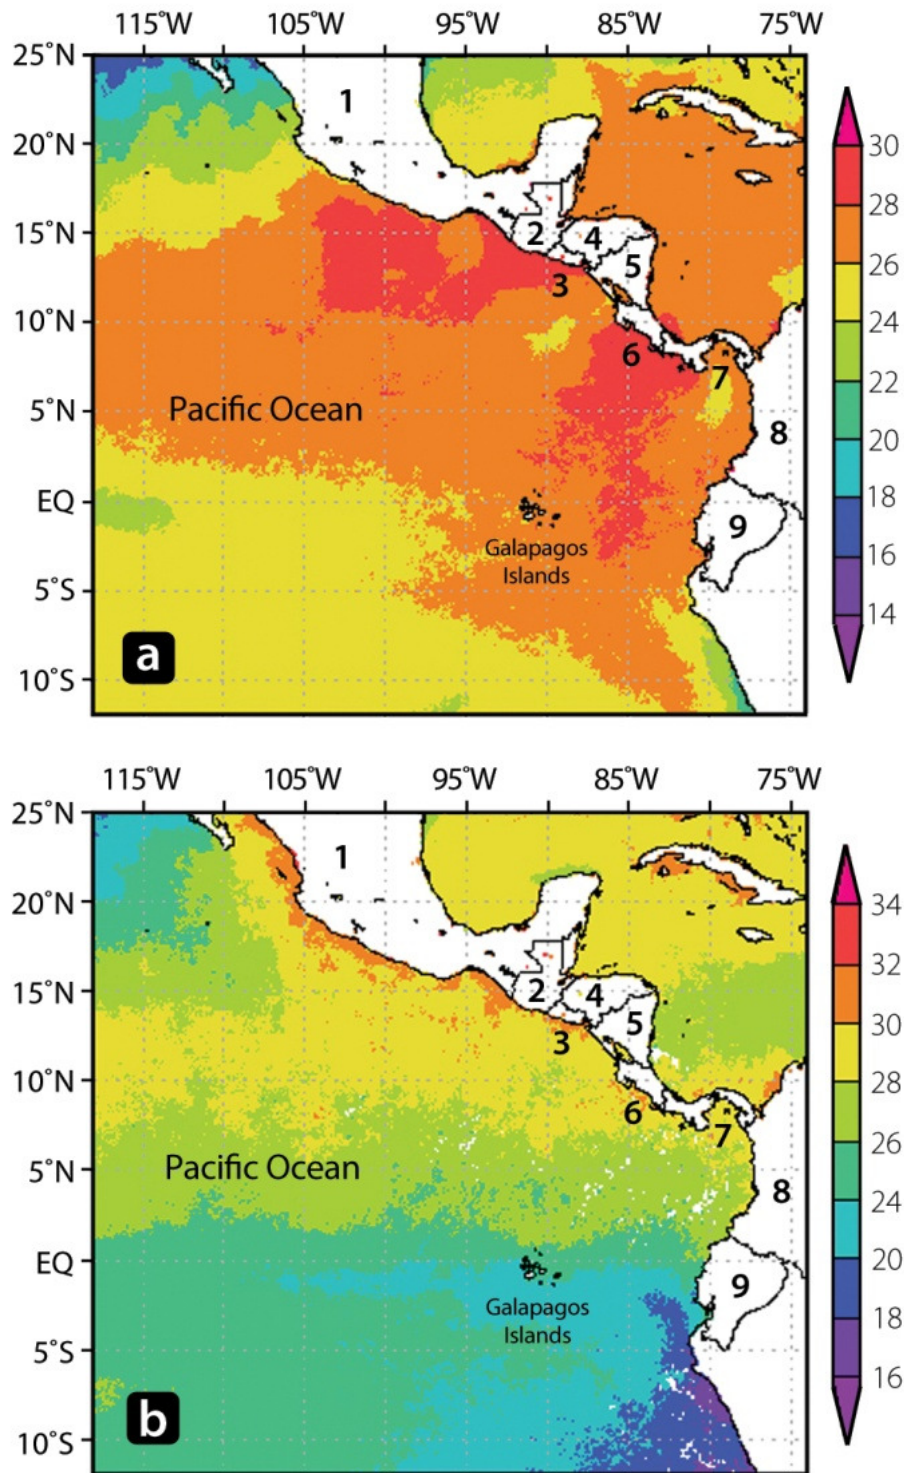 115°W 105°W 95°W 85°W 75°W
25°N
20°N
15°N
10°N
5°N
EQ
5°S
10°S
1
2
4
5
3
6
7
8
9
Pacific Ocean
Galapagos
Islands
a
30
28
26
24
22
20
18
16
14
115°W 105°W 95°W 85°W 75°W
25°N
20°N
15°N
10°N
5°N
EQ
5°S
10°S
1
2
4
5
3
6
7
8
9
Pacific Ocean
Galapagos
Islands
b
34
32
30
28
26
24
20
18
16